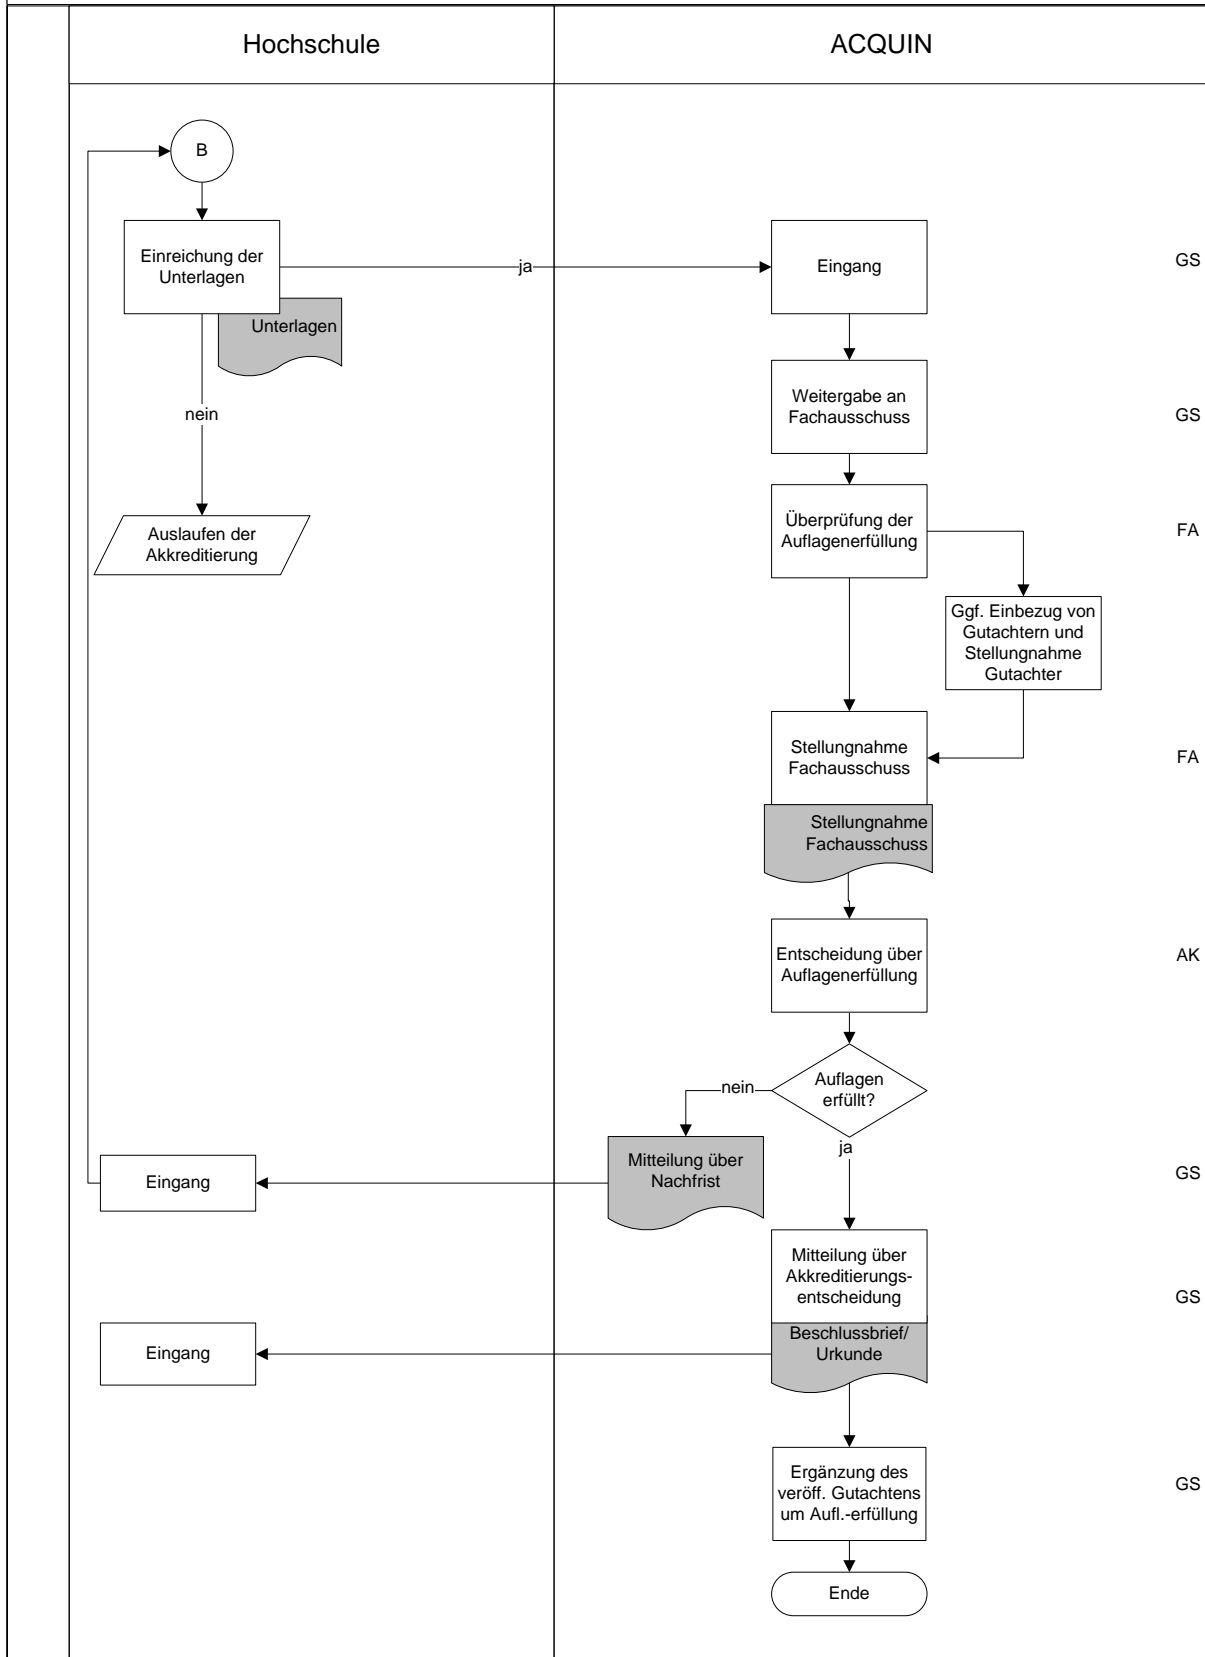 Hochschule
ACQUIN
B
Einreichung der
Unterlagen
ja
Eingang
GS
Unterlagen
nein
Weitergabe an
Fachausschuss
GS
Auslaufen der
Akkreditierung
Überprüfung der
Auflagenerfüllung
FA
Ggf. Einbezug von
Gutachtern und
Stellungnahme
Gutachter
Stellungnahme
Fachausschuss
FA
Stellungnahme
Fachausschuss
Entscheidung über
Auflagenerfüllung
AK
Auflagen
erfüllt?
nein
ja
Eingang
Mitteilung über
Nachfrist
GS
Mitteilung über
Akkreditierungs-
entscheidung
GS
Eingang
Beschlussbrief/
Urkunde
Ergänzung des
veröff. Gutachtens
um Aufl.-erfüllung
GS
Ende